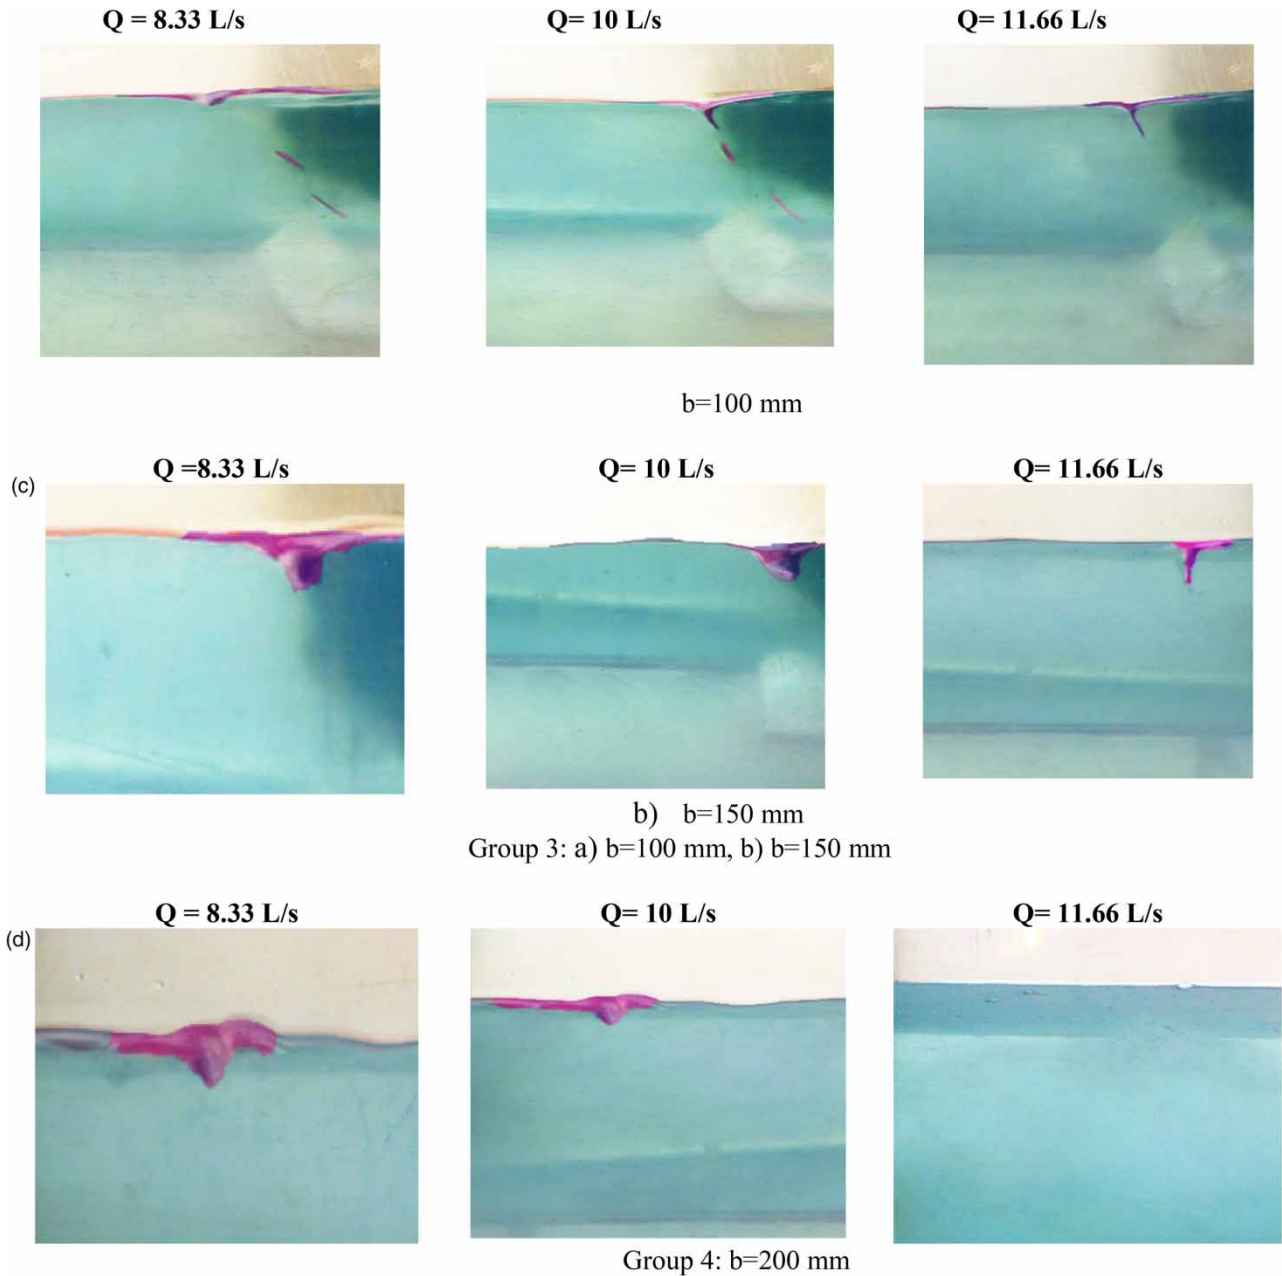 Q = 8.33 L/s Q= 10 L/s Q= 11.66 L/s
b=100 mm
(c) Q =8.33 L/s Q= 10 L/s Q= 11.66 L/s
b) b=150 mm
Group 3: a) b=100 mm, b) b=150 mm
(d) Q = 8.33 L/s Q= 10 L/s Q= 11.66 L/s
Group 4: b=200 mm